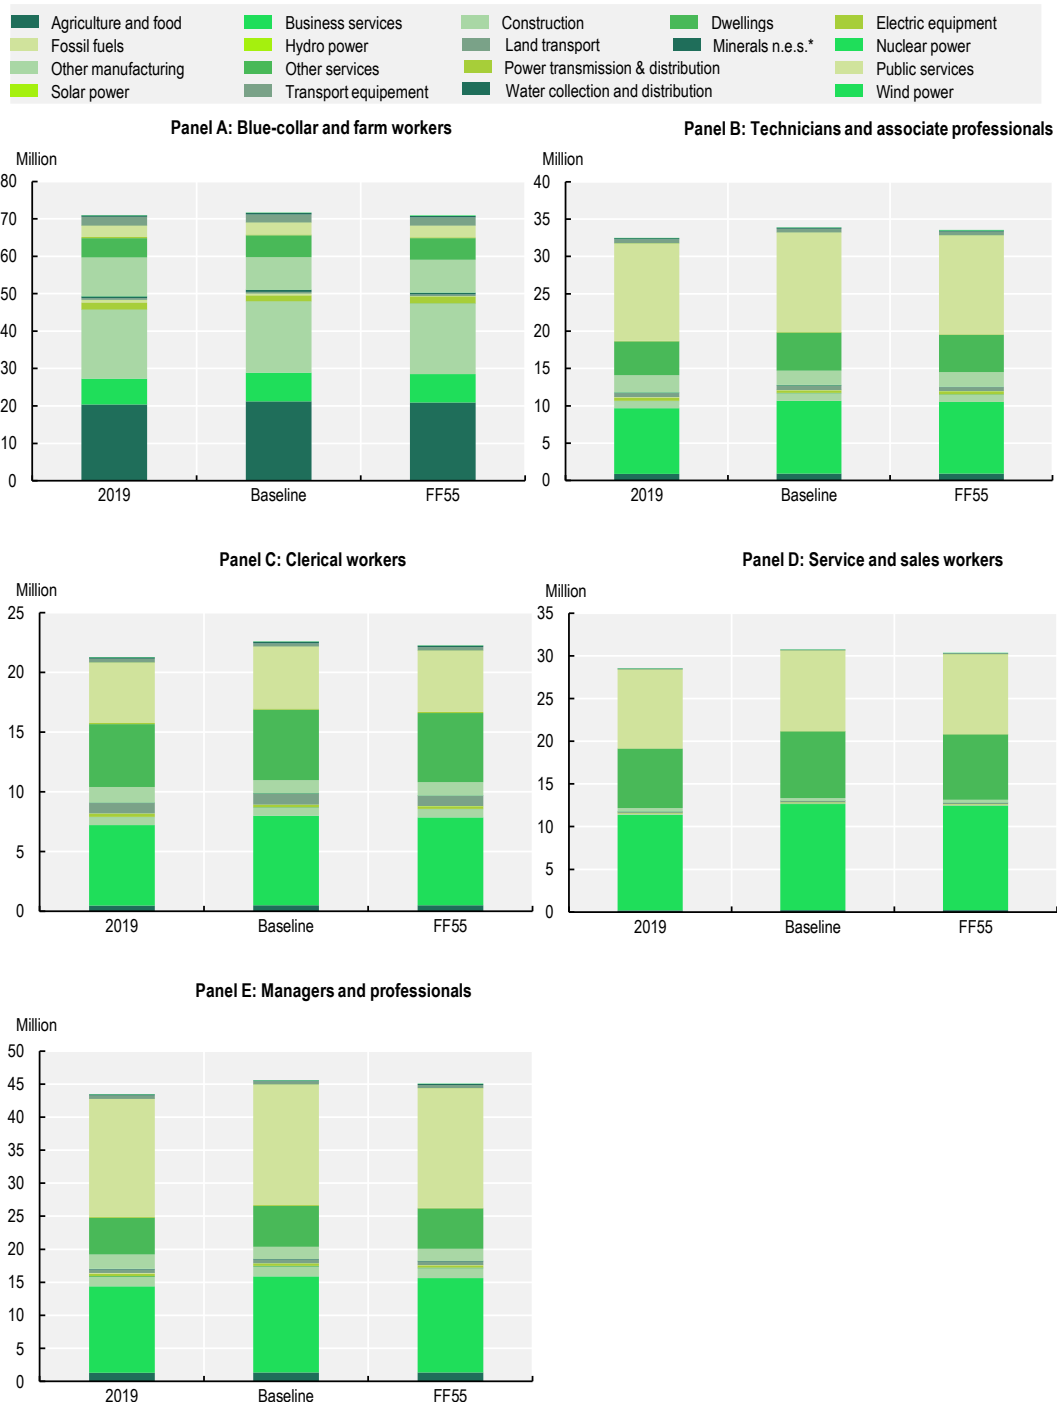 Agriculture and food Business services Construction Dwellings Electric equipment
Fossil fuels Hydro power Land transport Minerals n.e.s.* Nuclear power
Other manufacturing Other services Power transmission & distribution Public services
Solar power Transport equipement Water collection and distribution Wind power
Panel A: Blue-collar and farm workers
Million
80
70
60
50
40
30
20
10
0
2019 Baseline FF55
Panel B: Technicians and associate professionals
Million
40
35
30
25
20
15
10
5
0
2019 Baseline FF55
Panel C: Clerical workers
Million
25
20
15
10
5
0
2019 Baseline FF55
Panel D: Service and sales workers
Million
35
30
25
20
15
10
5
0
2019 Baseline FF55
Panel E: Managers and professionals
Million
50
45
40
35
30
25
20
15
10
5
0
2019 Baseline FF55